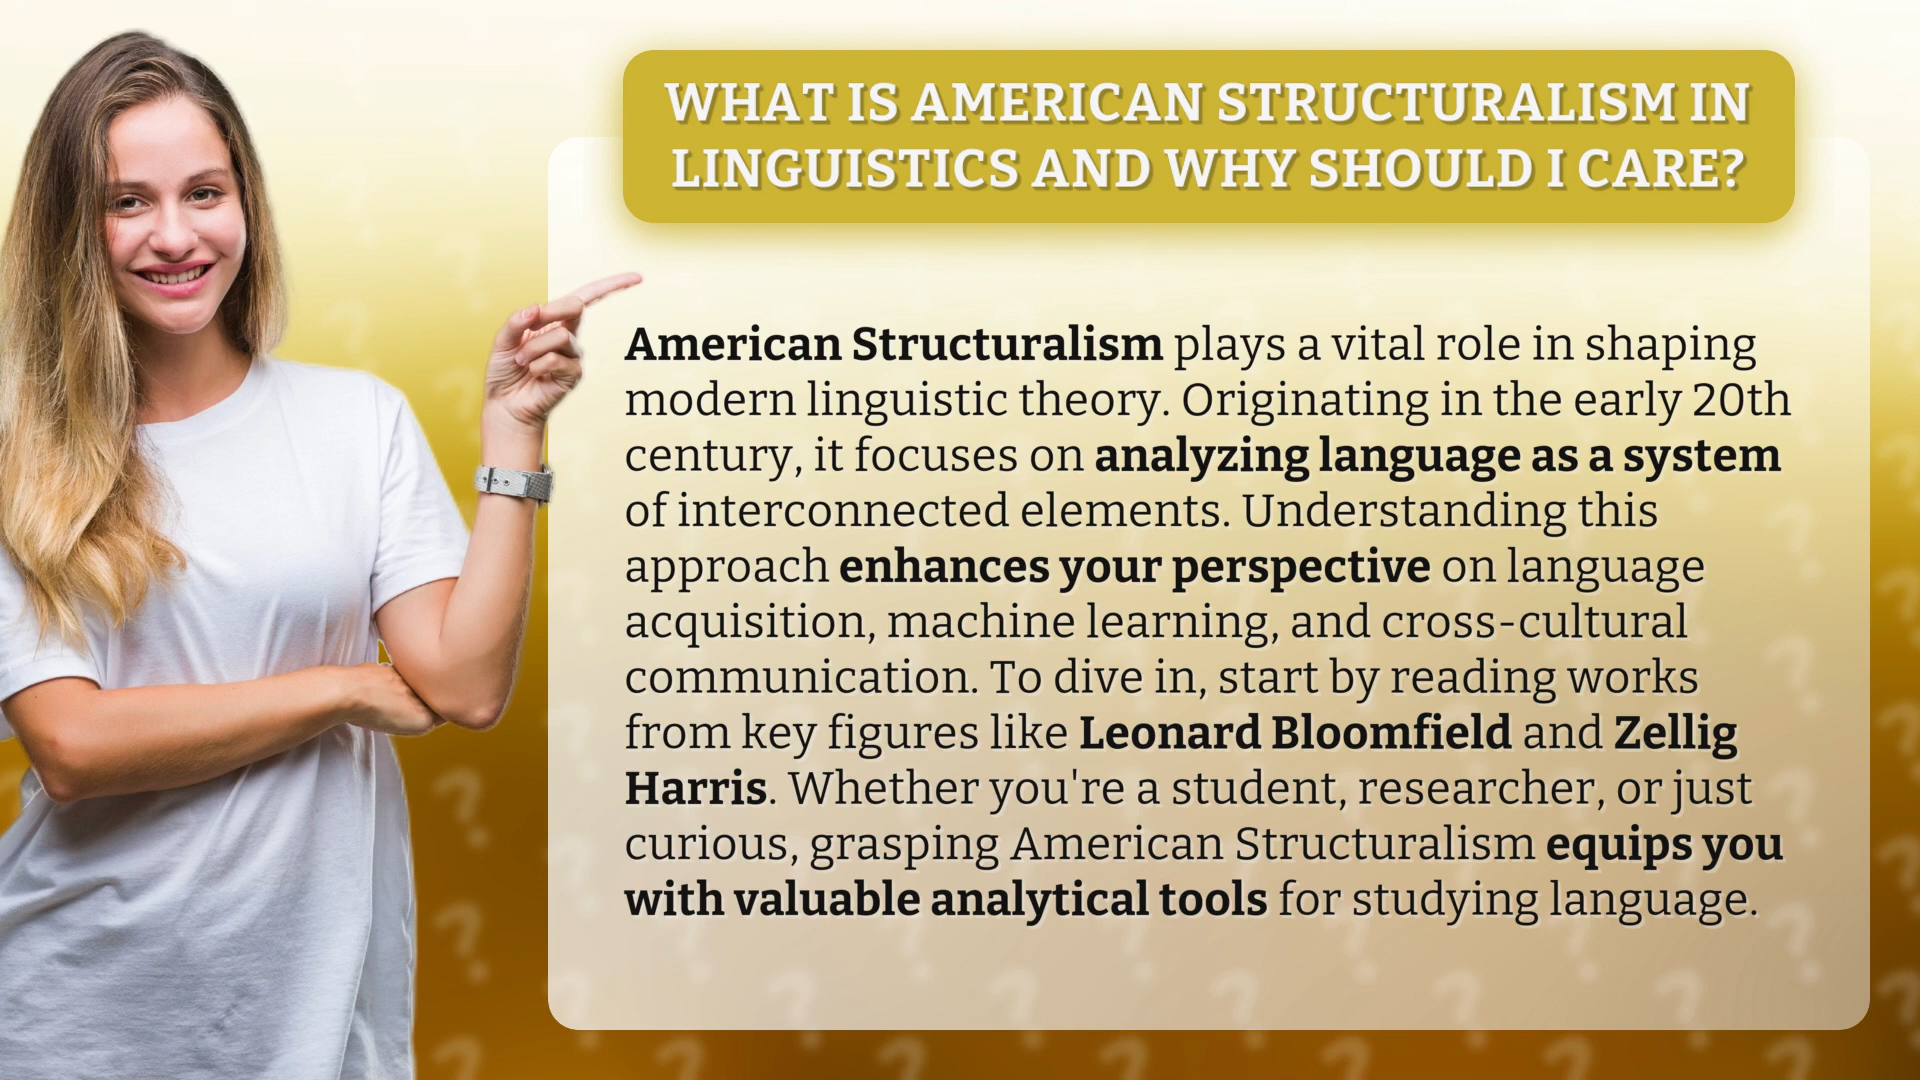 WHAT IS AMERICAN STRUCTURALISM IN
LINGUISTICS AND WHY SHOULD I CARE?
American Structuralism plays a vital role in shaping
modern linguistic theory. Originating in the early 20th
century, it focuses on analyzing language as a system
of interconnected elements. Understanding this
approach enhances your perspective on language
acquisition, machine learning, and cross-cultural
communication. To dive in, start by reading works
from key figures like Leonard Bloomfield and Zellig
Harris. Whether you're a student, researcher, or just
curious, grasping American Structuralism equips you
with valuable analytical tools for studying language.